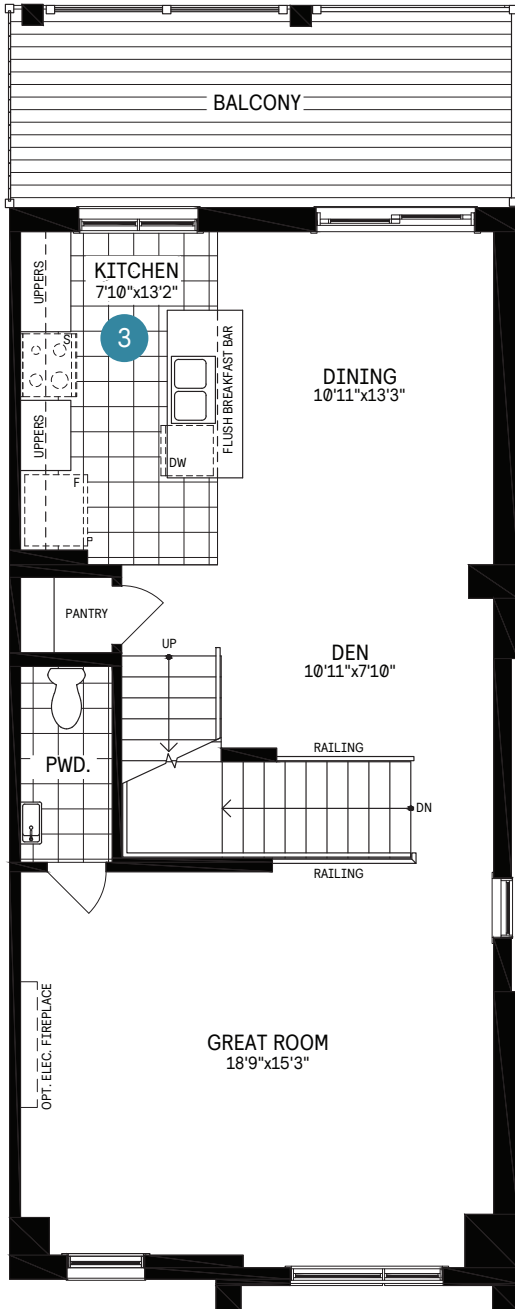 BALCONY
KITCHEN
7'10"x13'2"
UPPERS
3
S
FLUSH BREAKFAST BAR
DINING
10'11"x13'3"
UPPERS
DW
F
P
PANTRY
UP
DEN
10'11"x7'10"
PWD.
RAILING
DN
RAILING
OPT. ELEC. FIREPLACE
GREAT ROOM
18'9"x15'3"